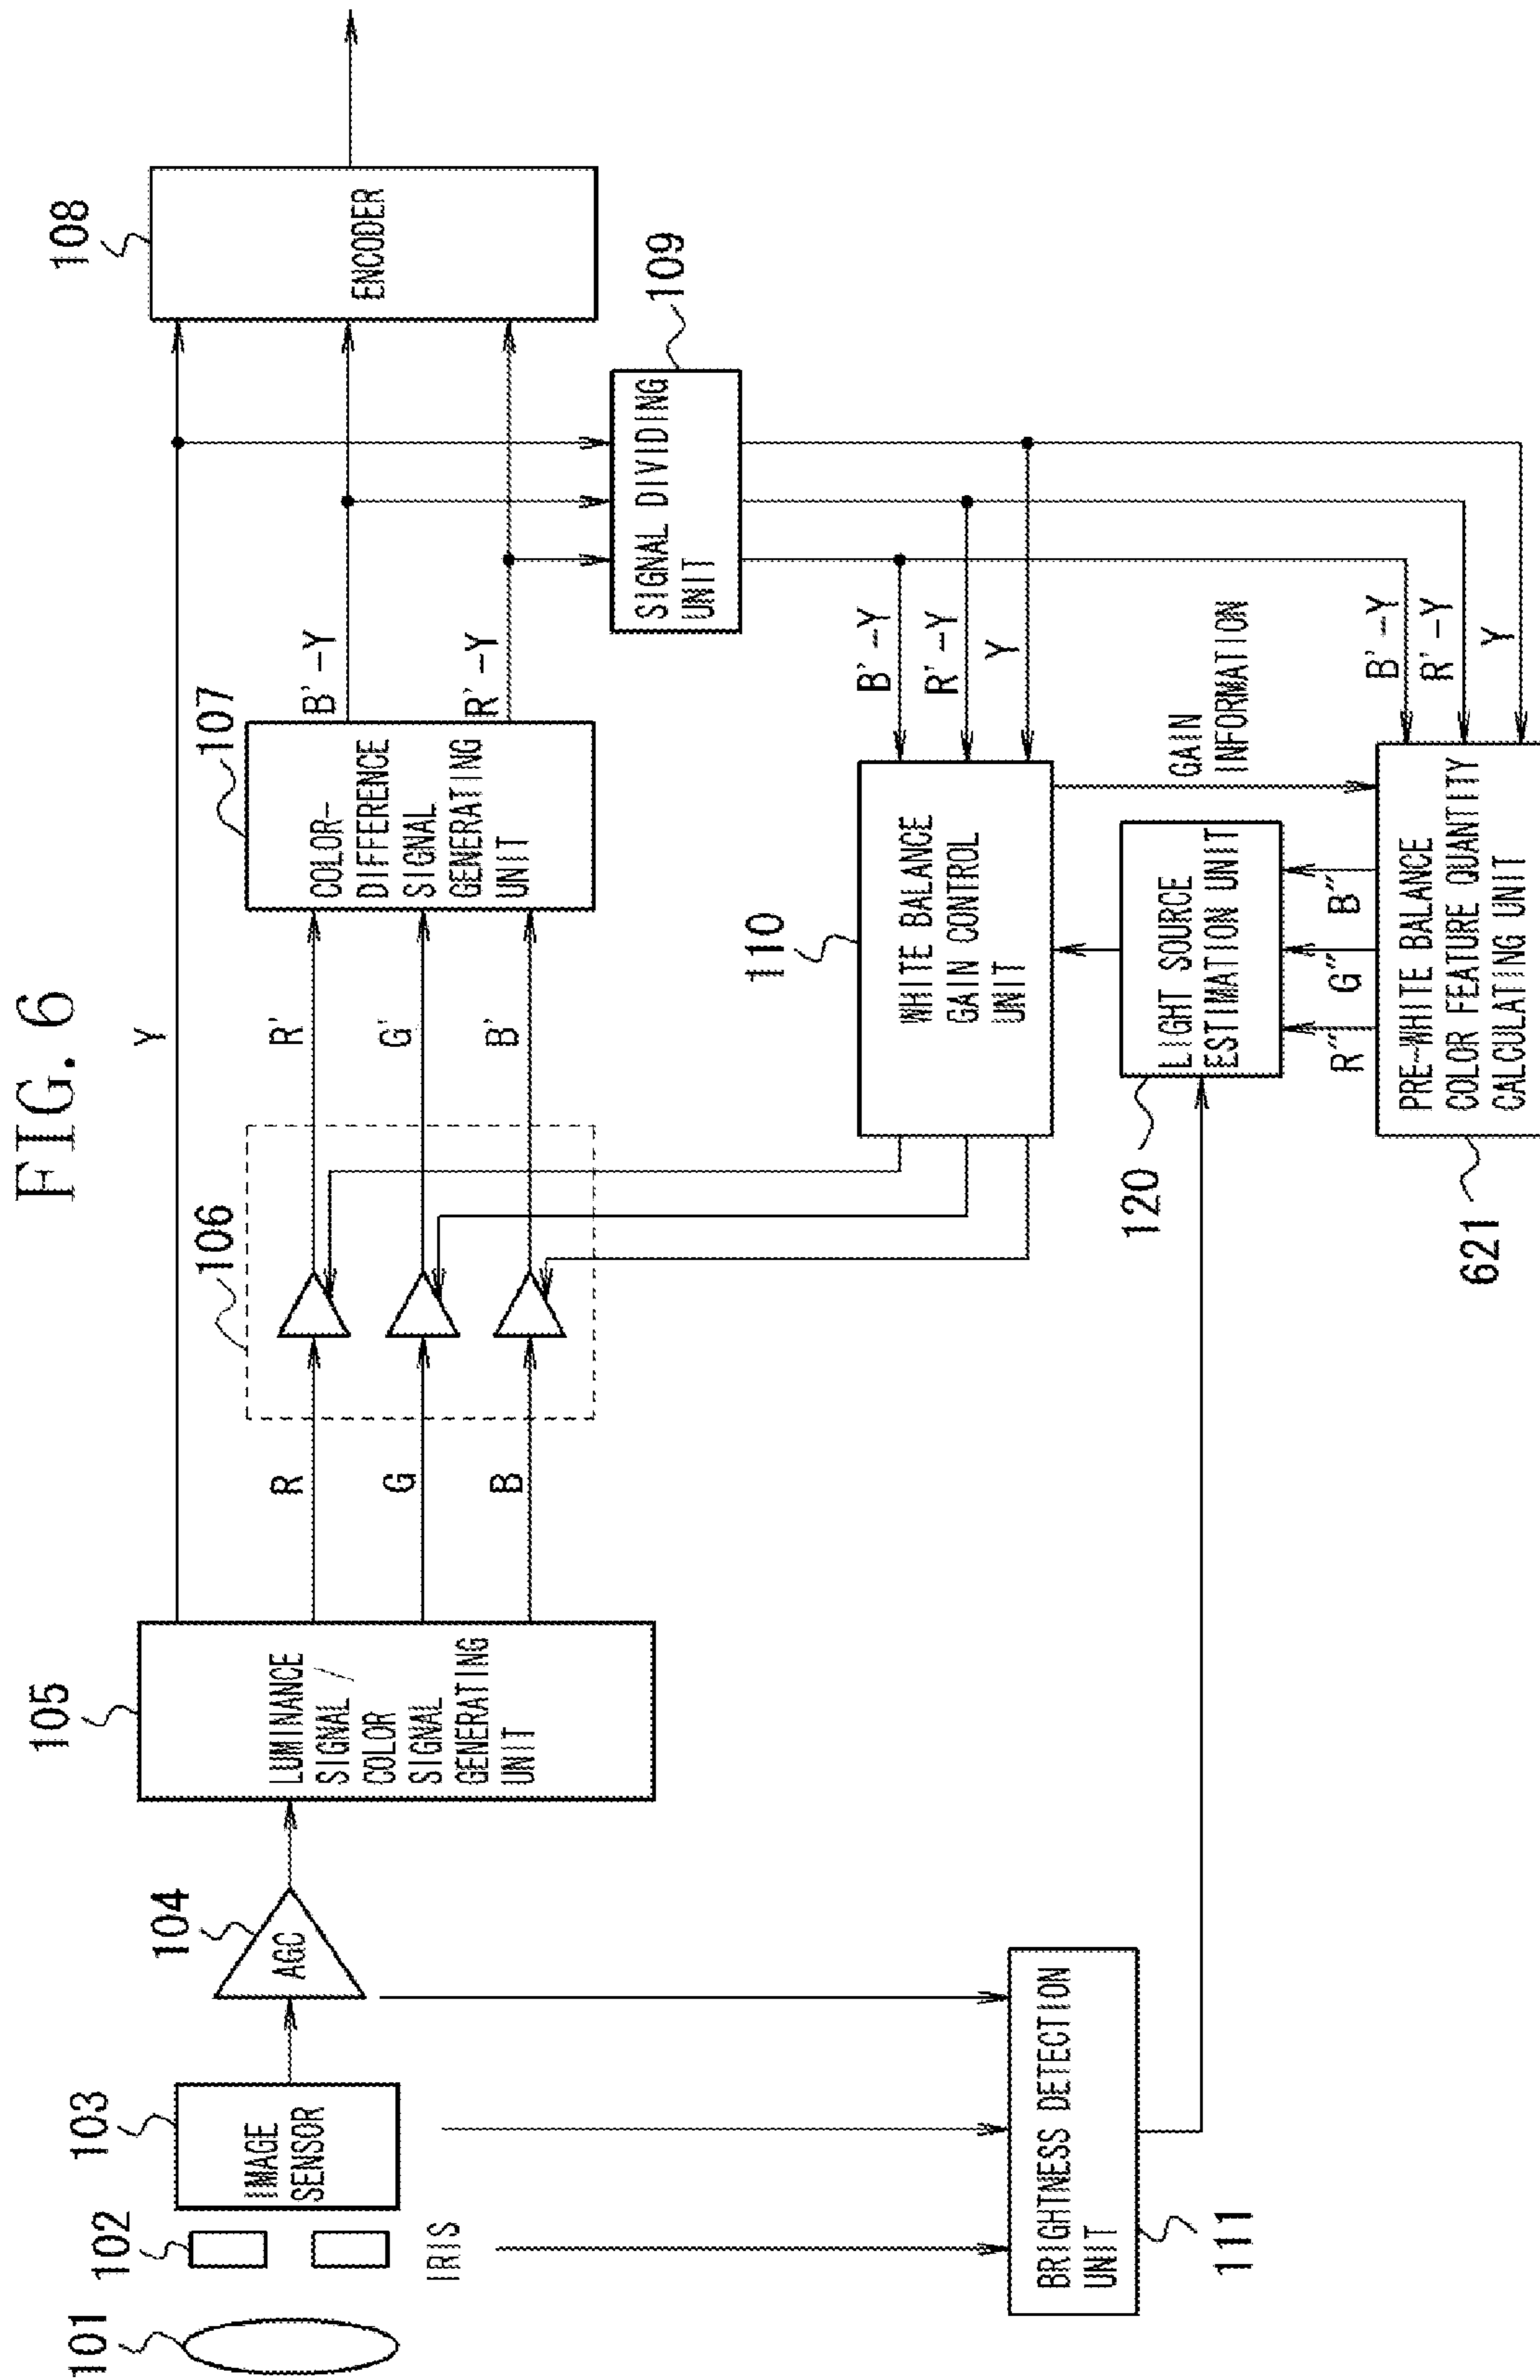 FIG. 6
101
102
IRIS
103
IMAGE
SENSOR
104
AGC
105
LUMINANCE
SIGNAL /
COLOR
SIGNAL
GENERATING
UNIT
Y
R
G
B
106
R'
G'
B'
107
COLOR-
DIFFERENCE
SIGNAL
GENERATING
UNIT
B'-Y
R'-Y
108
ENCODER
109
SIGNAL DIVIDING
UNIT
110
WHITE BALANCE
GAIN CONTROL
UNIT
B'-Y
R'-Y
Y
GAIN
INFORMATION
111
BRIGHTNESS DETECTION
UNIT
120
LIGHT SOURCE
ESTIMATION UNIT
R"
G"
B"
B'-Y
R'-Y
Y
621
PRE-WHITE BALANCE
COLOR FEATURE QUANTITY
CALCULATING UNIT